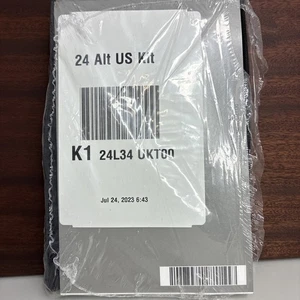 24 Alt US Kit
K1 24L34 UKT00
Jul 24, 2023 6:43